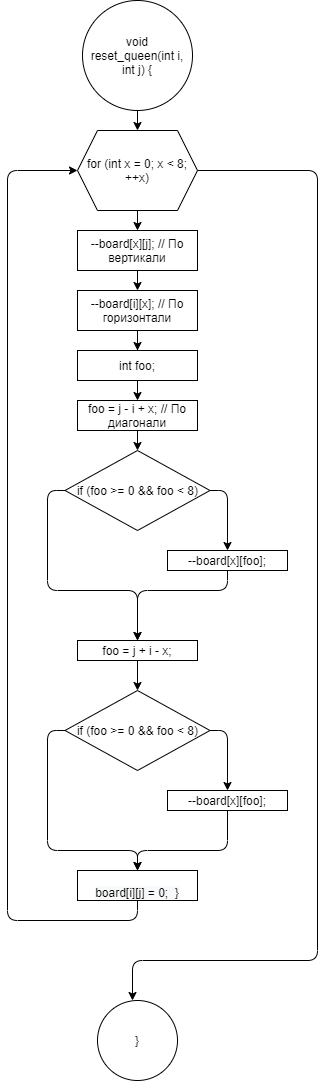 void
reset_queen(int i,
int j) {
for (int x = 0; x < 8;
++x)
--board[x][j]; // По
вертикали
--board[i][x]; // По
горизонтали
int foo;
foo = j - i + x; // По
диагонали
if (foo >= 0 && foo < 8)
--board[x][foo];
foo = j + i - x;
if (foo >= 0 && foo < 8)
--board[x][foo];
board[i][j] = 0;  }
}